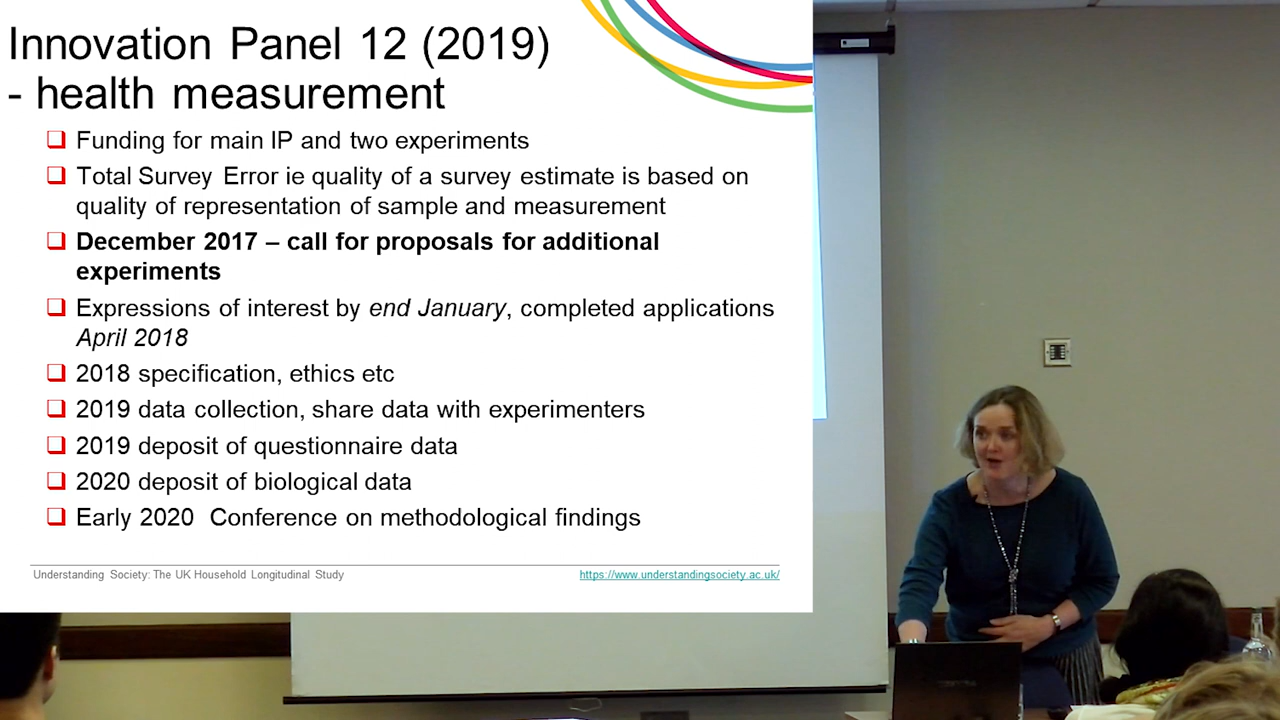 Innovation Panel 12 (2019)
- health measurement
Funding for main IP and two experiments
Total Survey Error ie quality of a survey estimate is based on
quality of representation of sample and measurement
December 2017 – call for proposals for additional
experiments
Expressions of interest by end January, completed applications
April 2018
2018 specification, ethics etc
2019 data collection, share data with experimenters
2019 deposit of questionnaire data
2020 deposit of biological data
Early 2020 Conference on methodological findings
Understanding Society: The UK Household Longitudinal Study
https://www.understandingsociety.ac.uk/